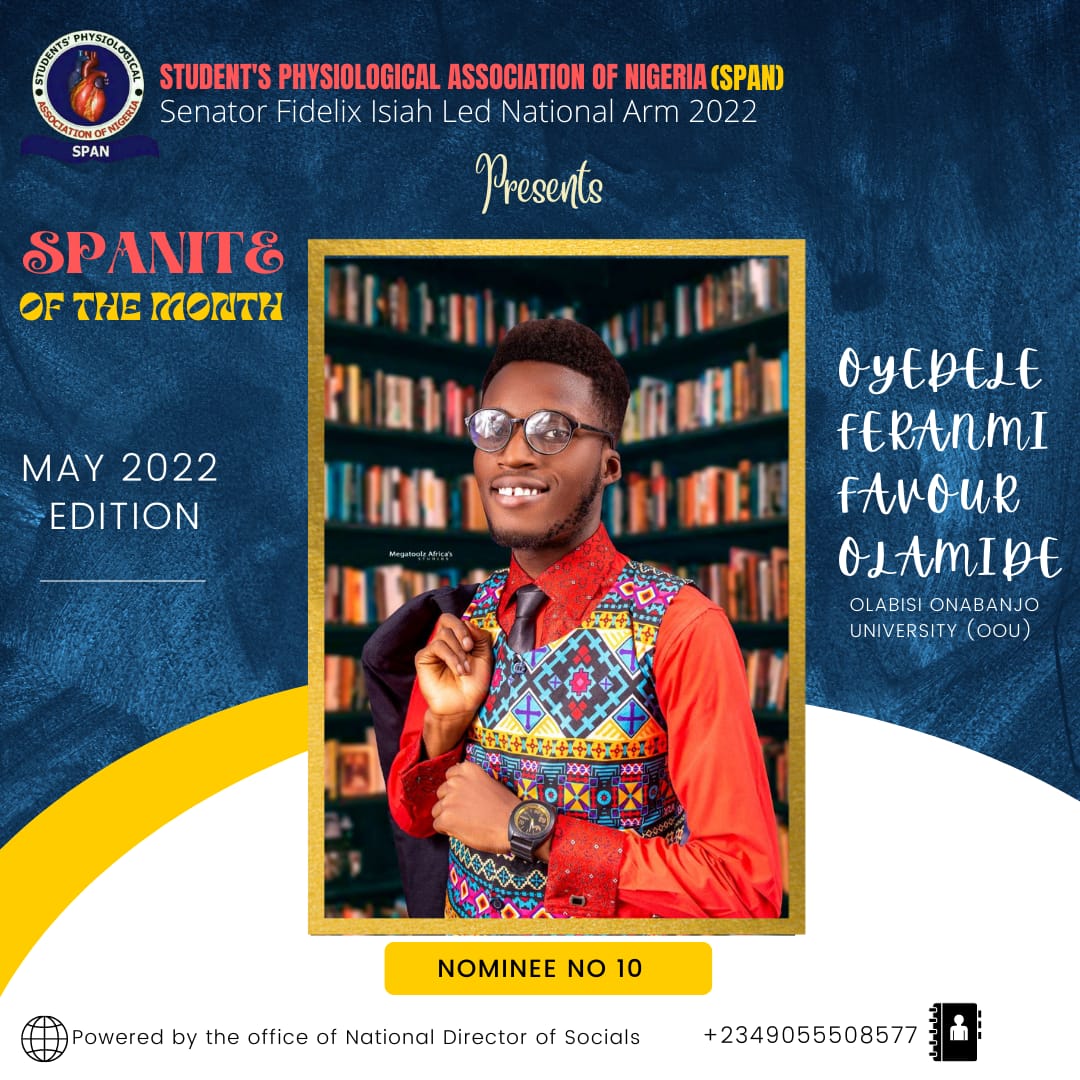 STUDENTS' PHYSIOLOGICAL
ASSOCIATION OF NIGERIA
SPAN
STUDENT'S PHYSIOLOGICAL ASSOCIATION OF NIGERIA (SPAN)
Senator Fidelix Isiah Led National Arm 2022
Presents
SPANITE
OF THE MONTH
MAY 2022
EDITION
Megatoolz Africa's
STUDIOS
OYEDELE
FERANMI
FAVOUR
OLAMIDE
OLABISI ONABANJO
UNIVERSITY (OOU)
NOMINEE NO 10
Powered by the office of National Director of Socials
+2349055508577